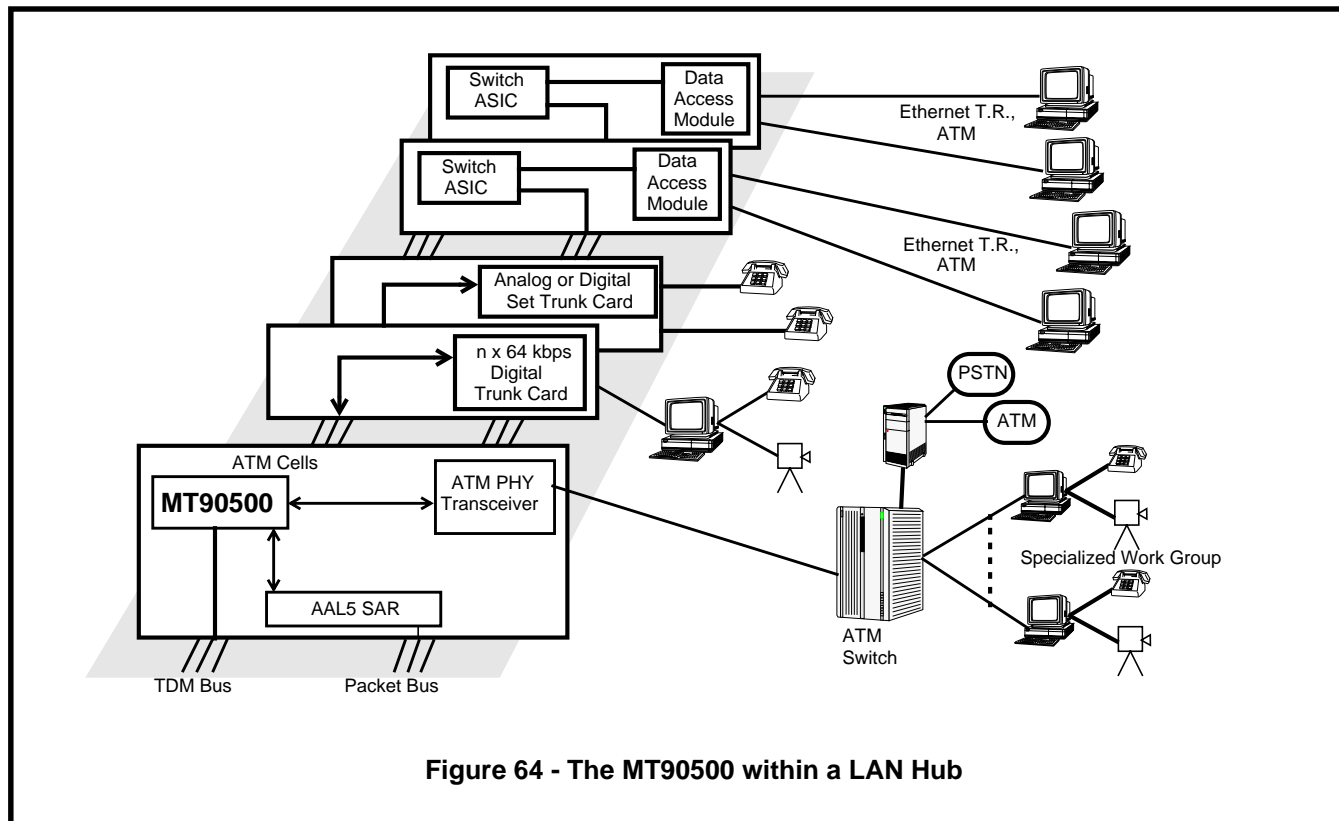 Switch
ASIC
Data
Access
Module
Ethernet T.R.,
ATM
Switch
ASIC
Data
Access
Module
Ethernet T.R.,
ATM
Analog or Digital
Set Trunk Card
n x 64 kbps
Digital
Trunk Card
PSTN
ATM
ATM Cells
MT90500
ATM PHY
Transceiver
AAL5 SAR
Specialized Work Group
ATM
Switch
TDM Bus
Packet Bus
Figure 64 - The MT90500 within a LAN Hub